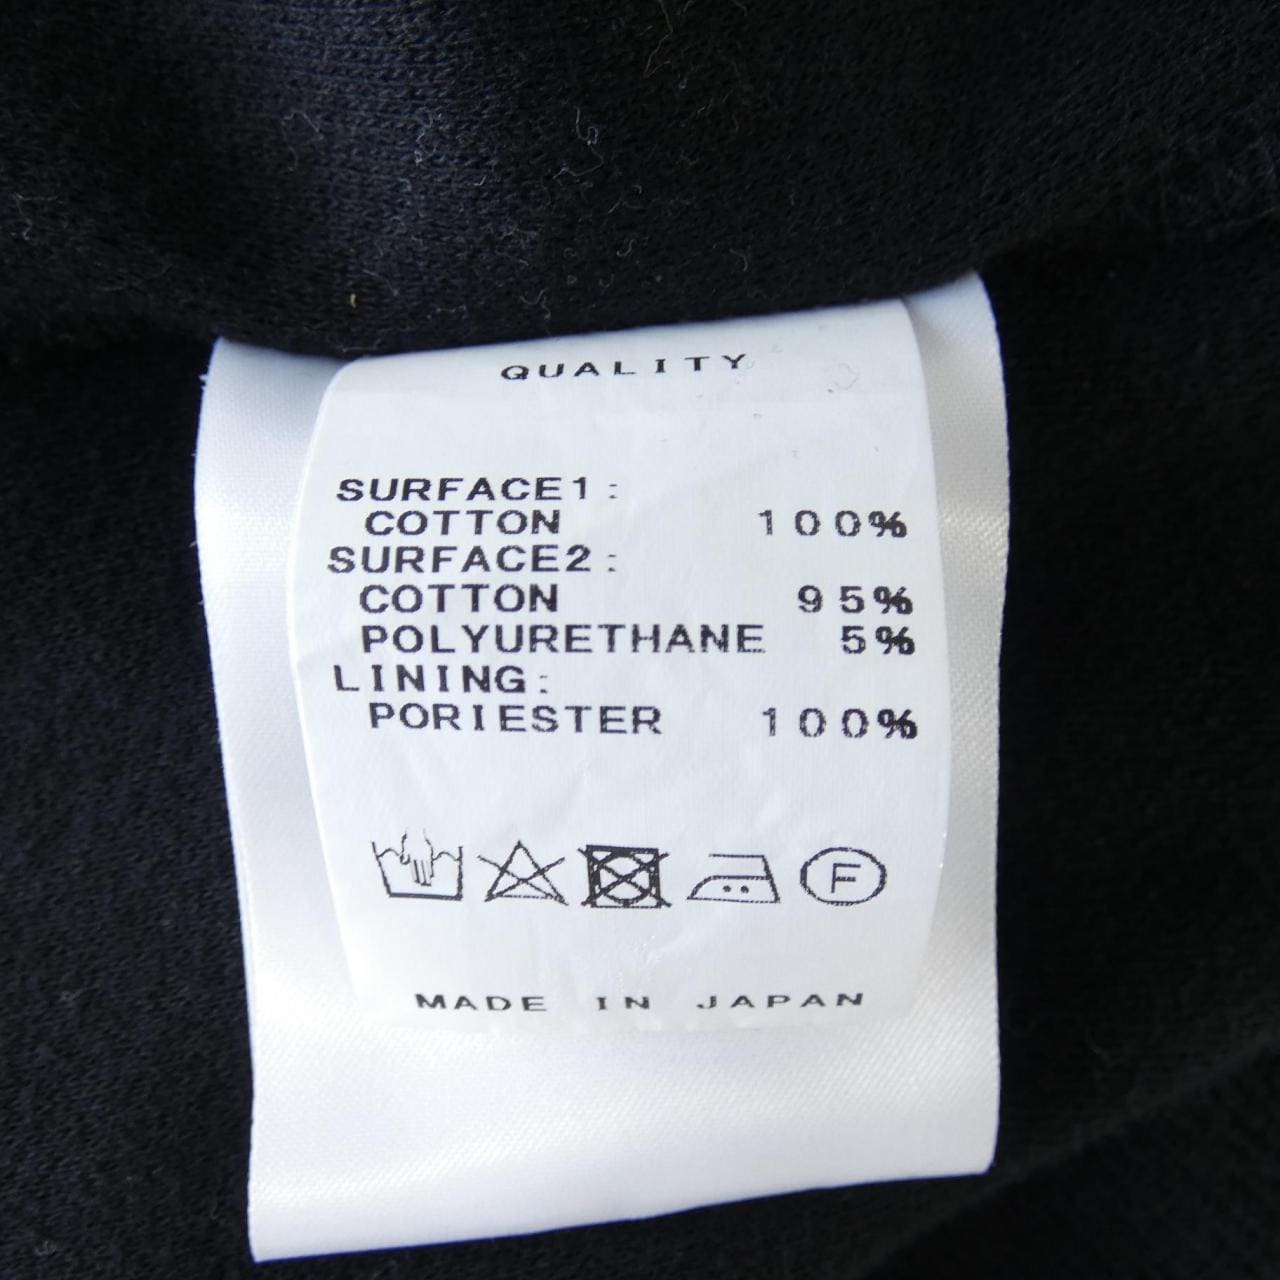 QUALITY
SURFACE1:
COTTON 100%
SURFACE2:
COTTON 95%
POLYURETHANE 5%
LINING:
PORIESTER 100%
F
MADE IN JAPAN